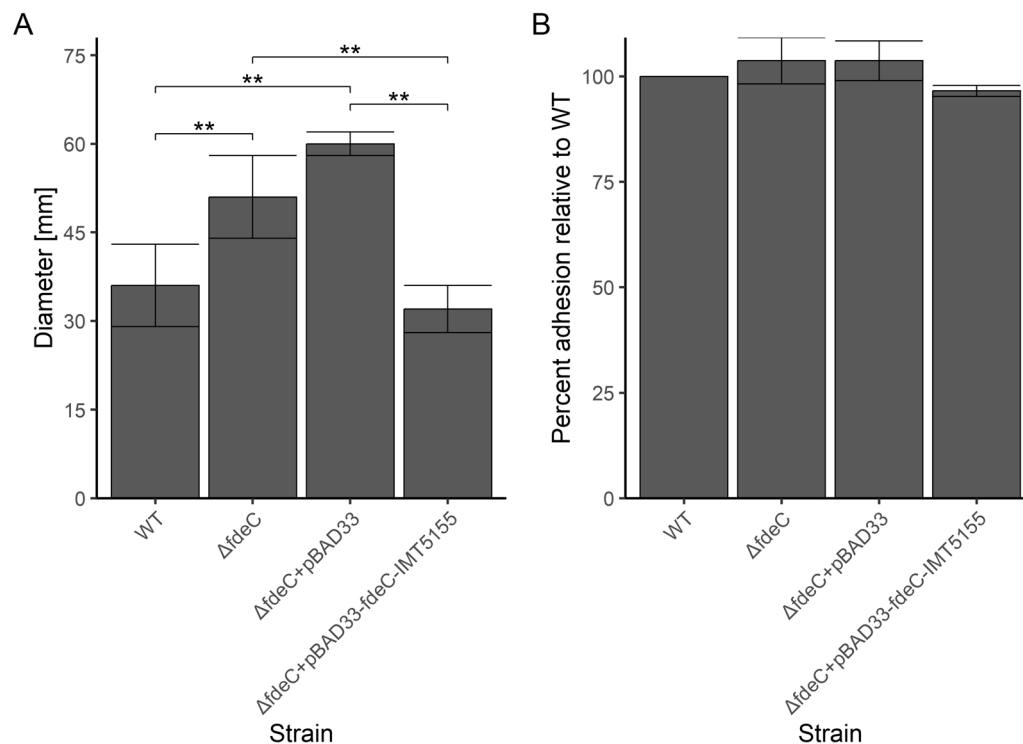 A
Diameter [mm]
75
60
45
30
15
0
**
**
**
**
WT
ΔfdeC
ΔfdeC+pBAD33
ΔfdeC+pBAD33-fdeC-IMT5155
Strain
B
Percent adhesion relative to WT
100
75
50
25
0
WT
ΔfdeC
ΔfdeC+pBAD33
ΔfdeC+pBAD33-fdeC-IMT5155
Strain